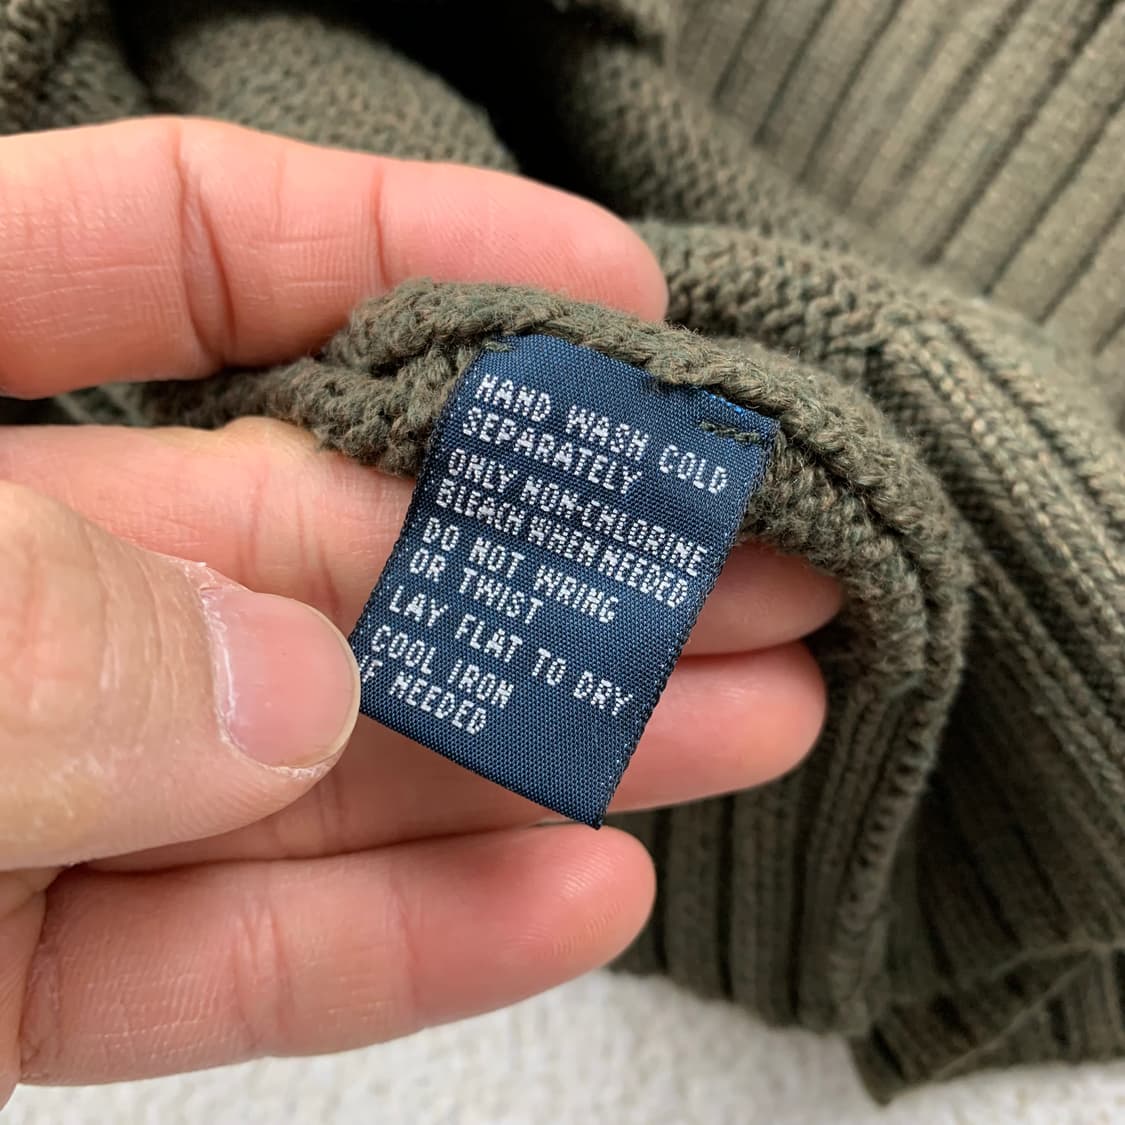 HAND WASH COLD
SEPARATELY
ONLY NON-CHLORINE
BLEACH WHEN NEEDED
DO NOT WRING
OR TWIST
LAY FLAT TO DRY
COOL IRON
IF NEEDED